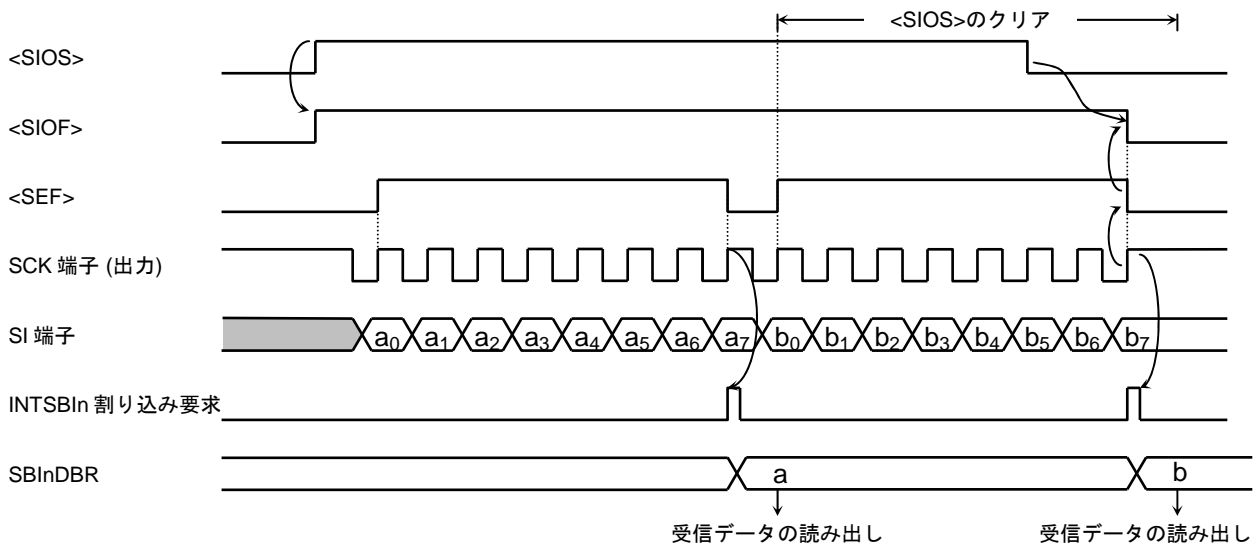 <SIOS>のクリア
<SIOS>
<SIOF>
<SEF>
SCK 端子 (出力)
SI 端子
a0 a1 a2 a3 a4 a5 a6 a7 b0 b1 b2 b3 b4 b5 b6 b7
INTSBIn 割り込み要求
SBInDBR
a b
受信データの読み出し 受信データの読み出し